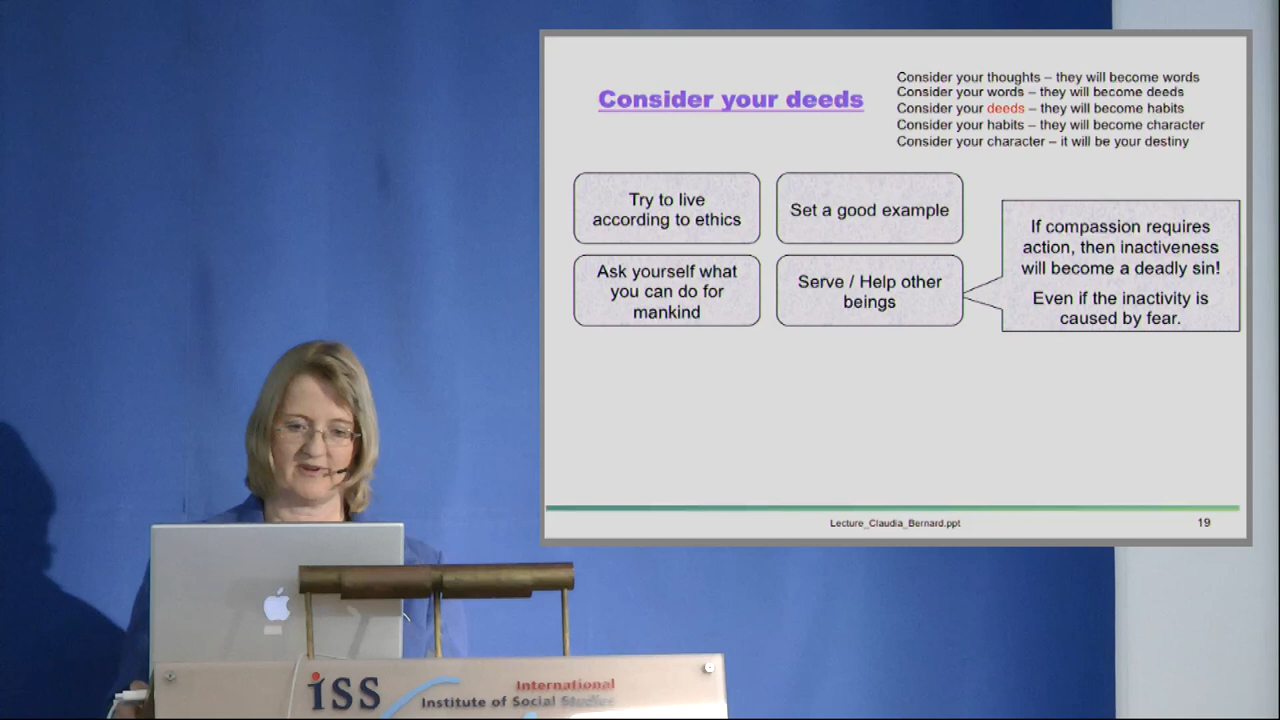 Consider your deeds
Consider your thoughts – they will become words
Consider your words – they will become deeds
Consider your deeds – they will become habits
Consider your habits – they will become character
Consider your character – it will be your destiny
Try to live
according to ethics
Set a good example
Ask yourself what
you can do for
mankind
Serve / Help other
beings
If compassion requires
action, then inactiveness
will become a deadly sin!
Even if the inactivity is
caused by fear.
Lecture_Claudia_Bernard.ppt
19
iSS
International
Institute of Social Studies